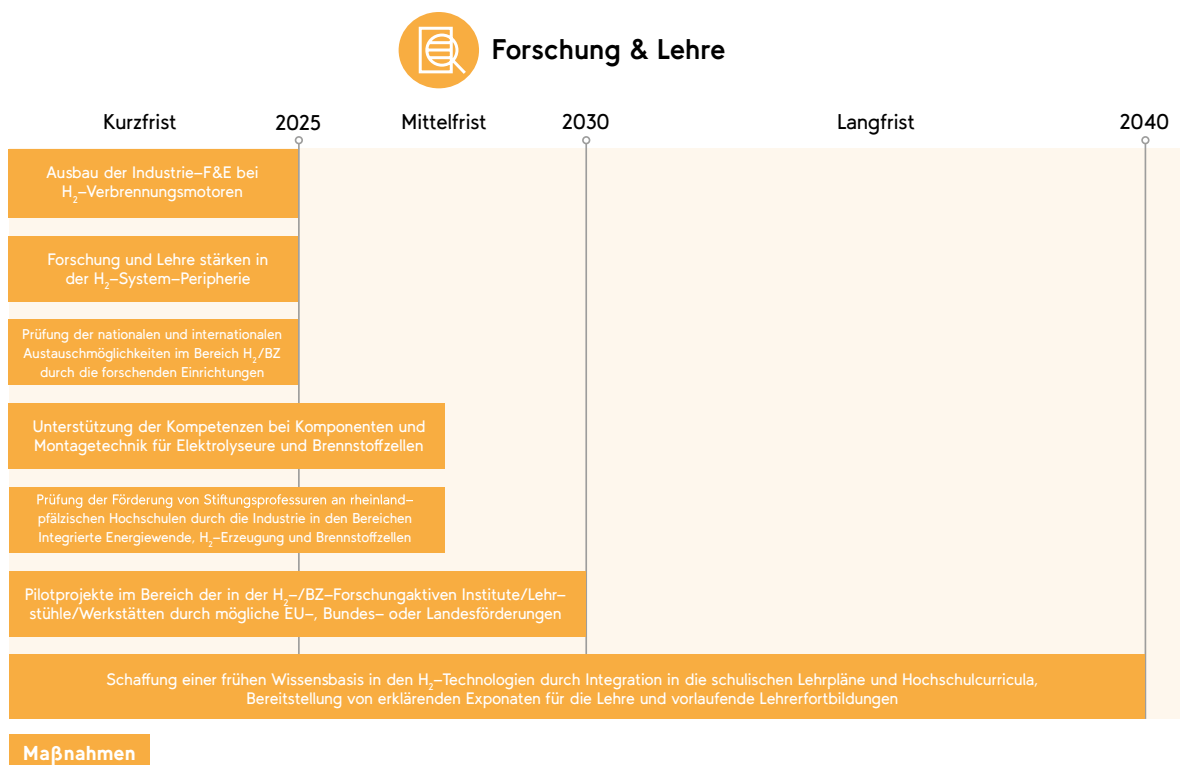 Forschung & Lehre
Kurzfrist 2025 Mittelfrist 2030 Langfrist 2040
Ausbau der Industrie–F&E bei
H₂–Verbrennungsmotoren
Forschung und Lehre stärken in
der H₂–System–Peripherie
Prüfung der nationalen und internationalen
Austauschmöglichkeiten im Bereich H₂/BZ
durch die forschenden Einrichtungen
Unterstützung der Kompetenzen bei Komponenten und
Montagetechnik für Elektrolyseure und Brennstoffzellen
Prüfung der Förderung von Stiftungsprofessuren an rheinland–
pfälzischen Hochschulen durch die Industrie in den Bereichen
Integrierte Energiewende, H₂–Erzeugung und Brennstoffzellen
Pilotprojekte im Bereich der in der H₂–/BZ–Forschungaktiven Institute/Lehr–
stühle/Werkstätten durch mögliche EU–, Bundes– oder Landesförderungen
Schaffung einer frühen Wissensbasis in den H₂–Technologien durch Integration in die schulischen Lehrpläne und Hochschulcurricula,
Bereitstellung von erklärenden Exponaten für die Lehre und vorlaufende Lehrerfortbildungen
Maßnahmen